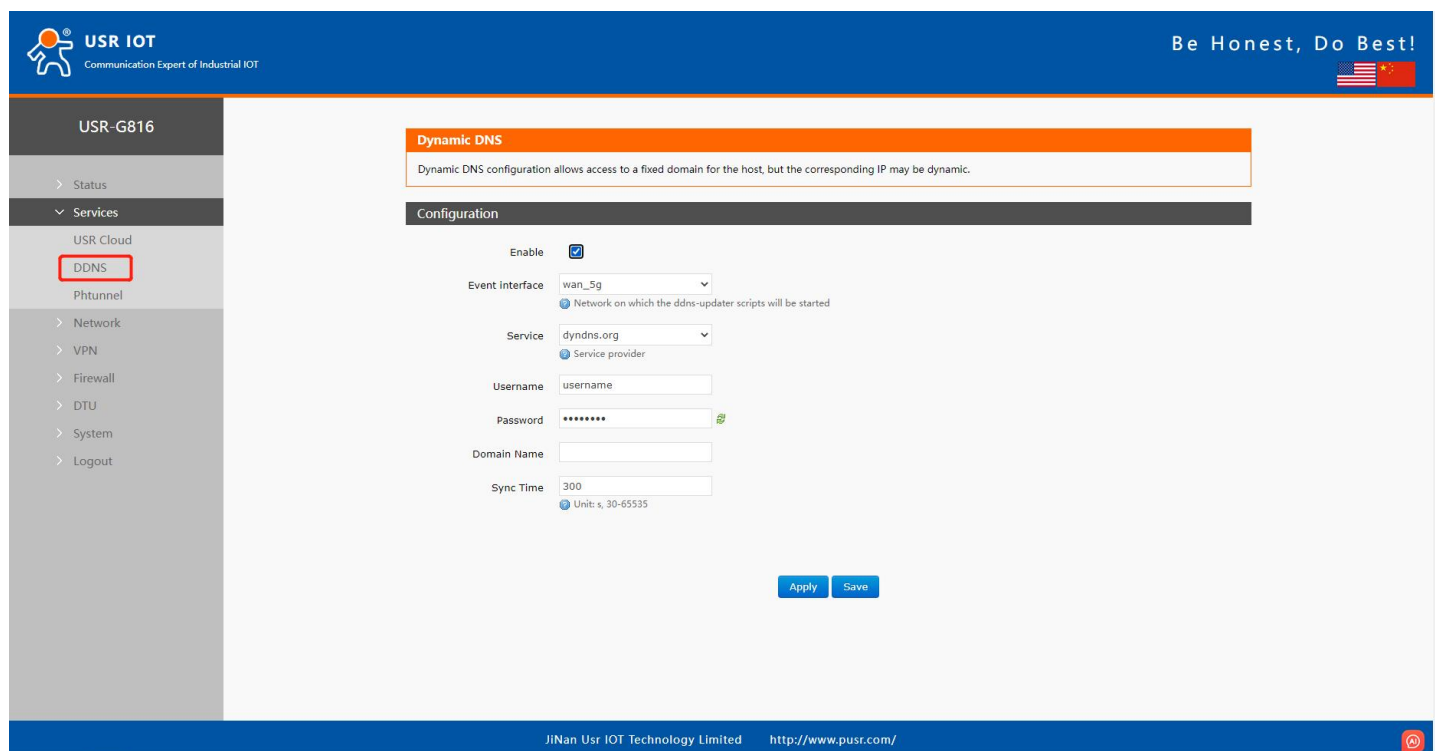 USR IOT
Communication Expert of Industrial IOT
Be Honest, Do Best!
USR-G816
Status
Services
USR Cloud
DDNS
Phtunnel
Network
VPN
Firewall
DTU
System
Logout
Dynamic DNS
Dynamic DNS configuration allows access to a fixed domain for the host, but the corresponding IP may be dynamic.
Configuration
Enable
Event interface wan_5g
Network on which the ddns-updater scripts will be started
Service dyndns.org
Service provider
Username username
Password ••••••••
Domain Name
Sync Time 300
Unit: s, 30-65535
Apply Save
JiNan Usr IOT Technology Limited http://www.pusr.com/
AI